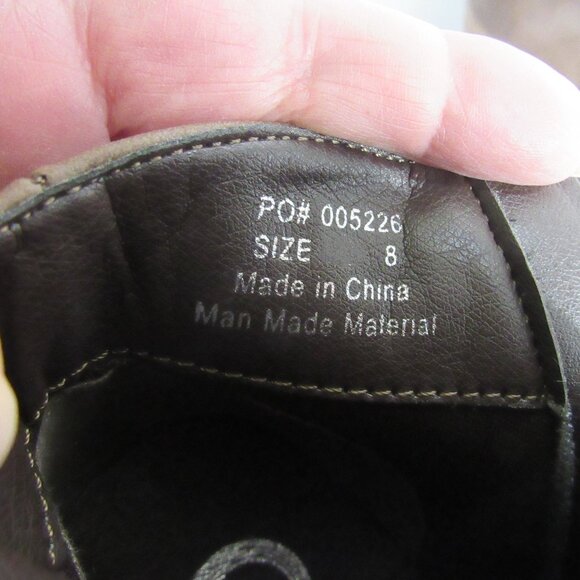 PO# 005226
SIZE 8
Made in China
Man Made Material